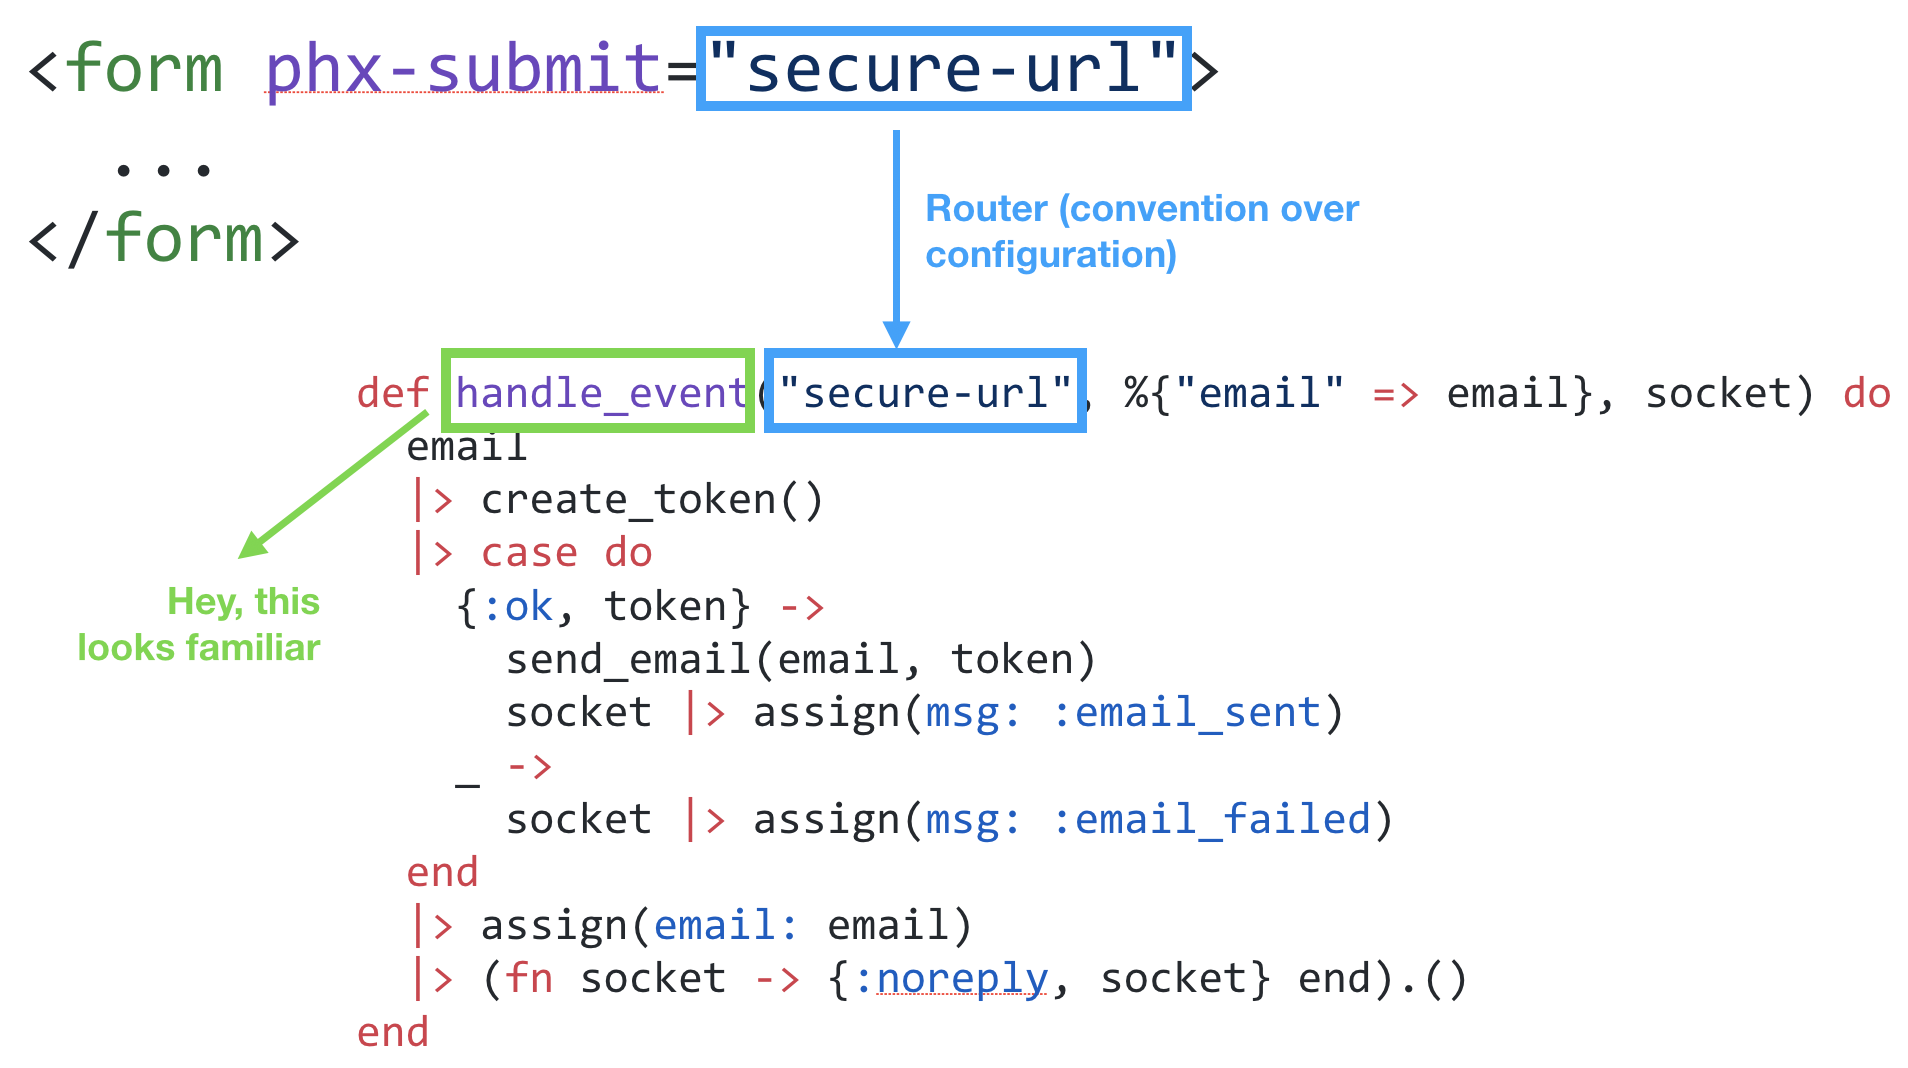 <form phx-submit="secure-url">
  ...
</form>
Router (convention over
configuration)
def handle_event("secure-url", %{"email" => email}, socket) do
  email
  |> create_token()
  |> case do
    {:ok, token} ->
      send_email(email, token)
      socket |> assign(msg: :email_sent)
    _ ->
      socket |> assign(msg: :email_failed)
  end
  |> assign(email: email)
  |> (fn socket -> {:noreply, socket} end).()
end
Hey, this
looks familiar